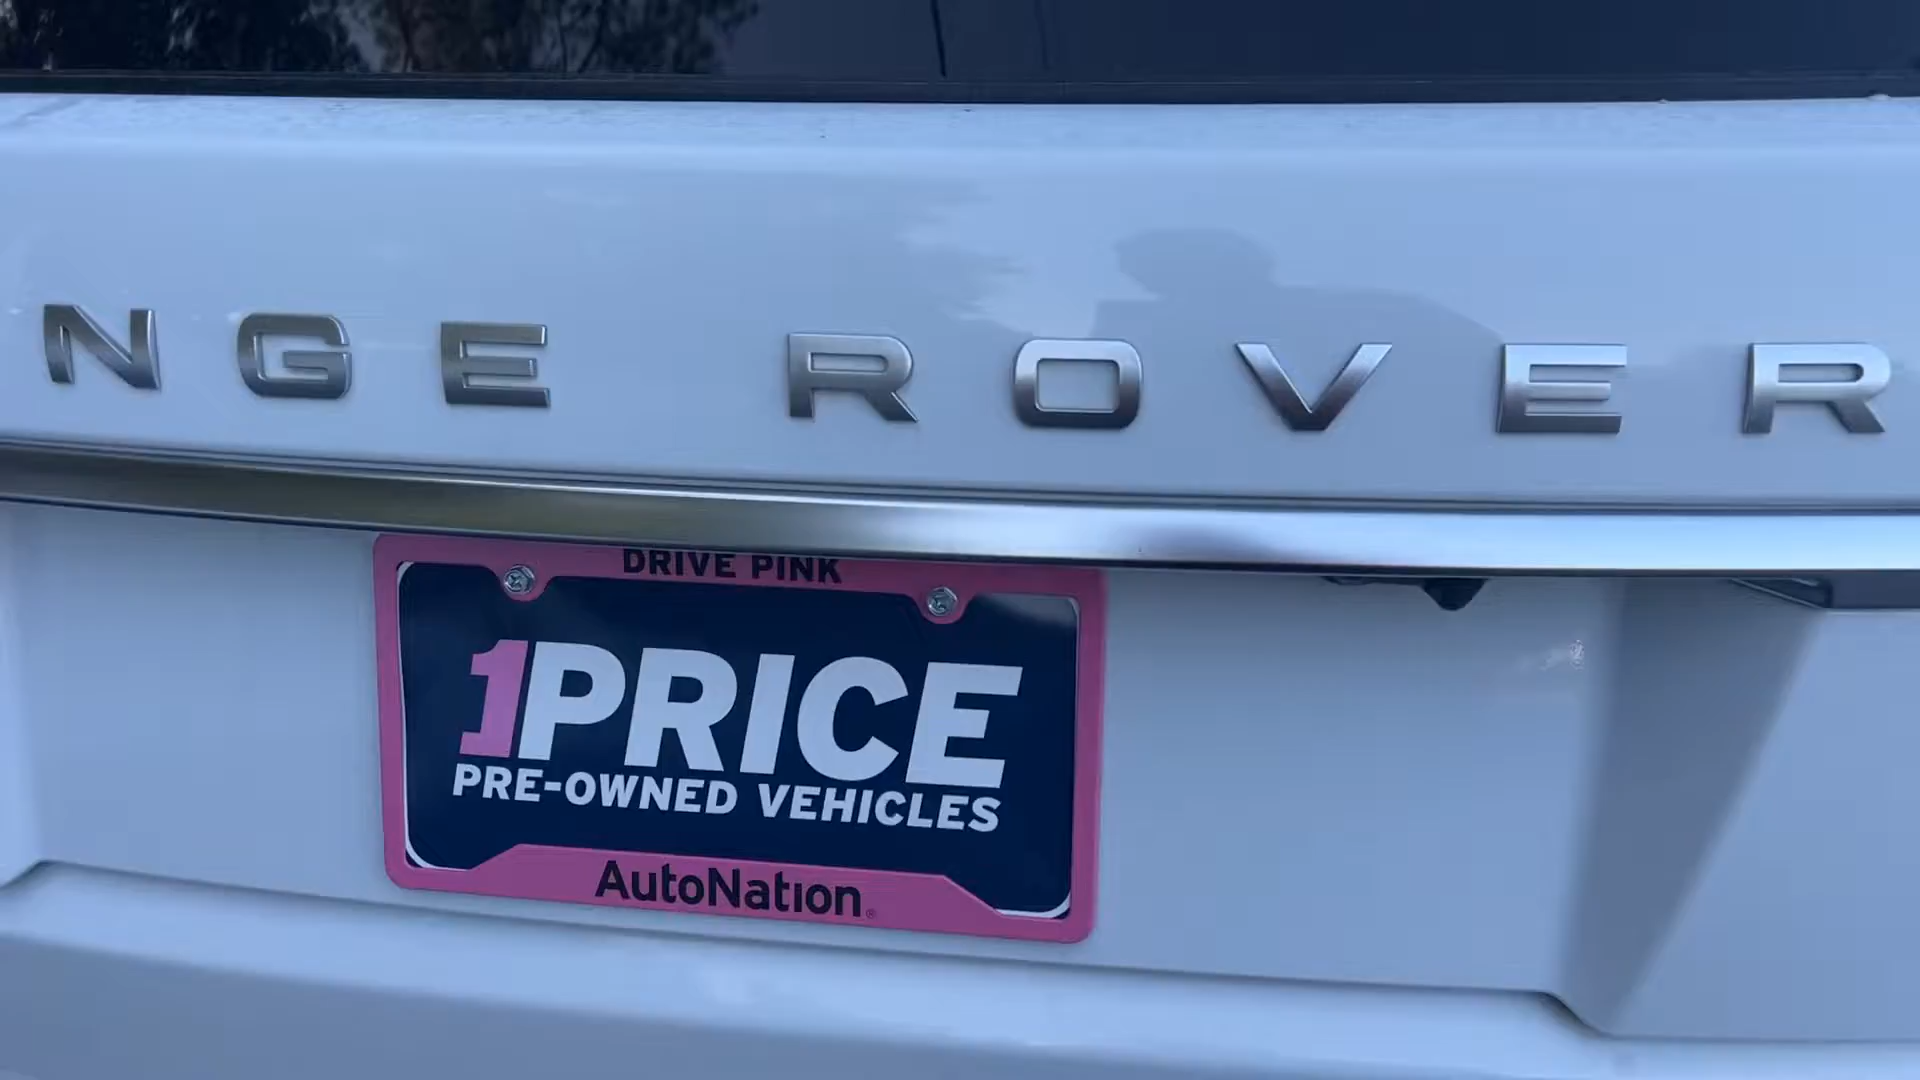 NGE ROVER
DRIVE PINK
1PRICE
PRE-OWNED VEHICLES
AutoNation®